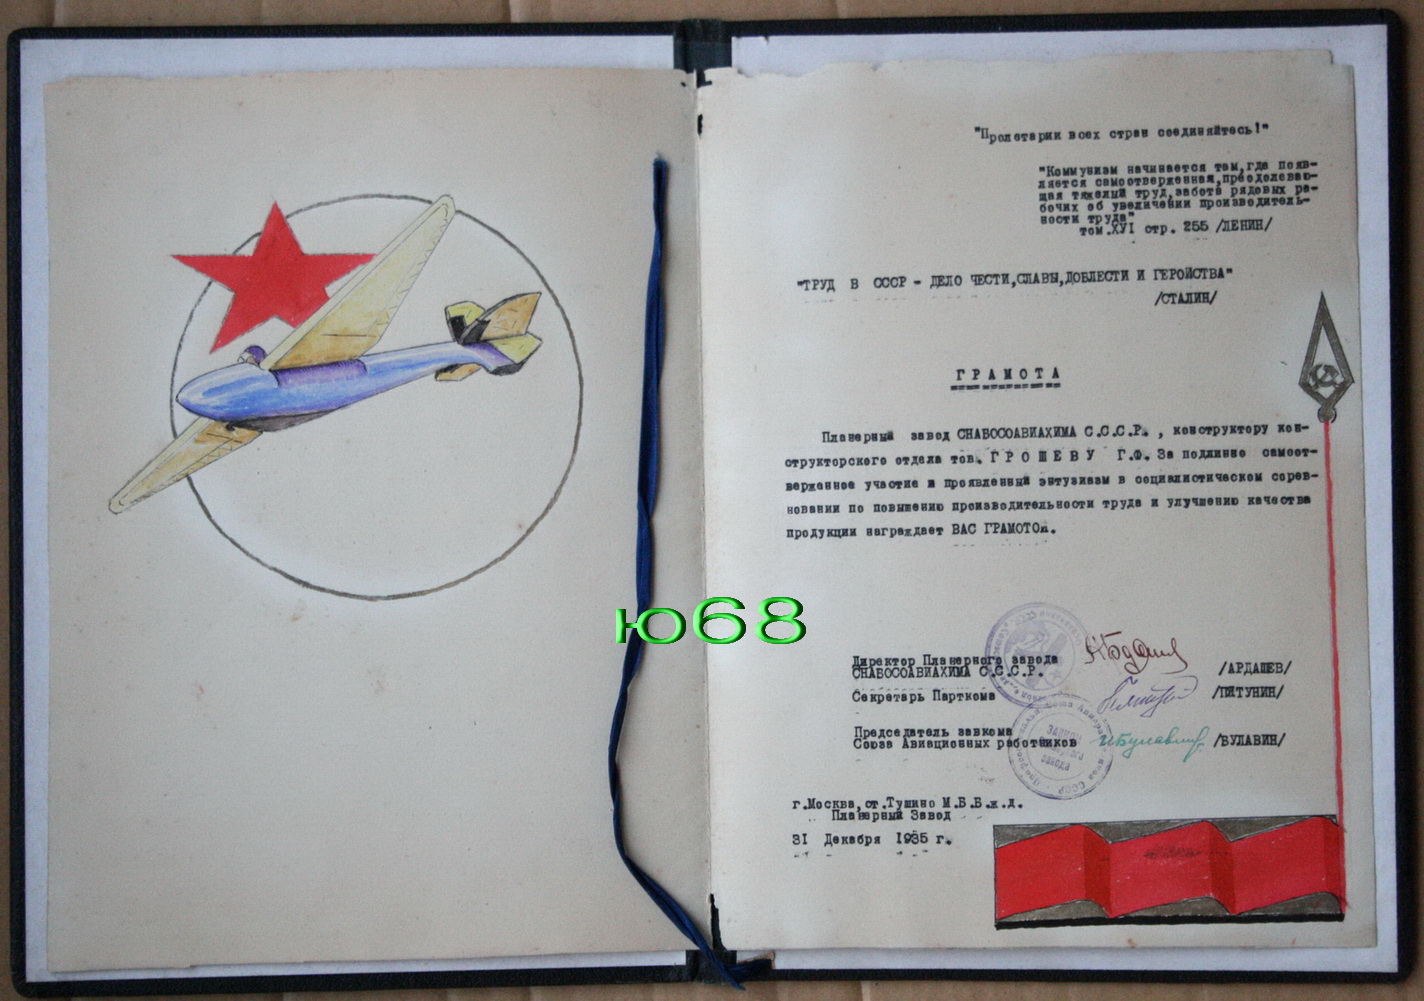 "Пролетарии всех стран соединяйтесь!"
"Коммунизм начинается там,где появ-
ляется самоотверженная,преодолеваю-
щая тяжелый труд,забота рядовых ра-
бочих об увеличении производитель-
ности труда"
том.ХУI стр. 255 /ЛЕНИН/
"ТРУД В СССР - ДЕЛО ЧЕСТИ,СЛАВЫ,ДОБЛЕСТИ И ГЕРОЙСТВА"
/СТАЛИН/
ГРАМОТА
Планерный завод СНАБОСОАВИАХИМА С.С.С.Р. , конструктору кон-
структорского отдела тов. ГРОШЕВУ Г.Ф. За подлинно самоот-
верженное участие и проявленный энтузиазм в социалистическом сорев-
новании по повышению производительности труда и улучшению качества
продукции награждает ВАС ГРАМОТОй.
ю68
Директор Планерного завода
СНАБОСОАВИАХИМА С.С.С.Р. /АРДАШЕВ/
Секретарь Парткома /ПЯТУНИН/
Председатель завкома
Союза Авиационных работников /БУЛАВИН/
г.Москва,ст.Тушино М.Б.Б.ж.д.
Планерный Завод
31 Декабря 1935 г.